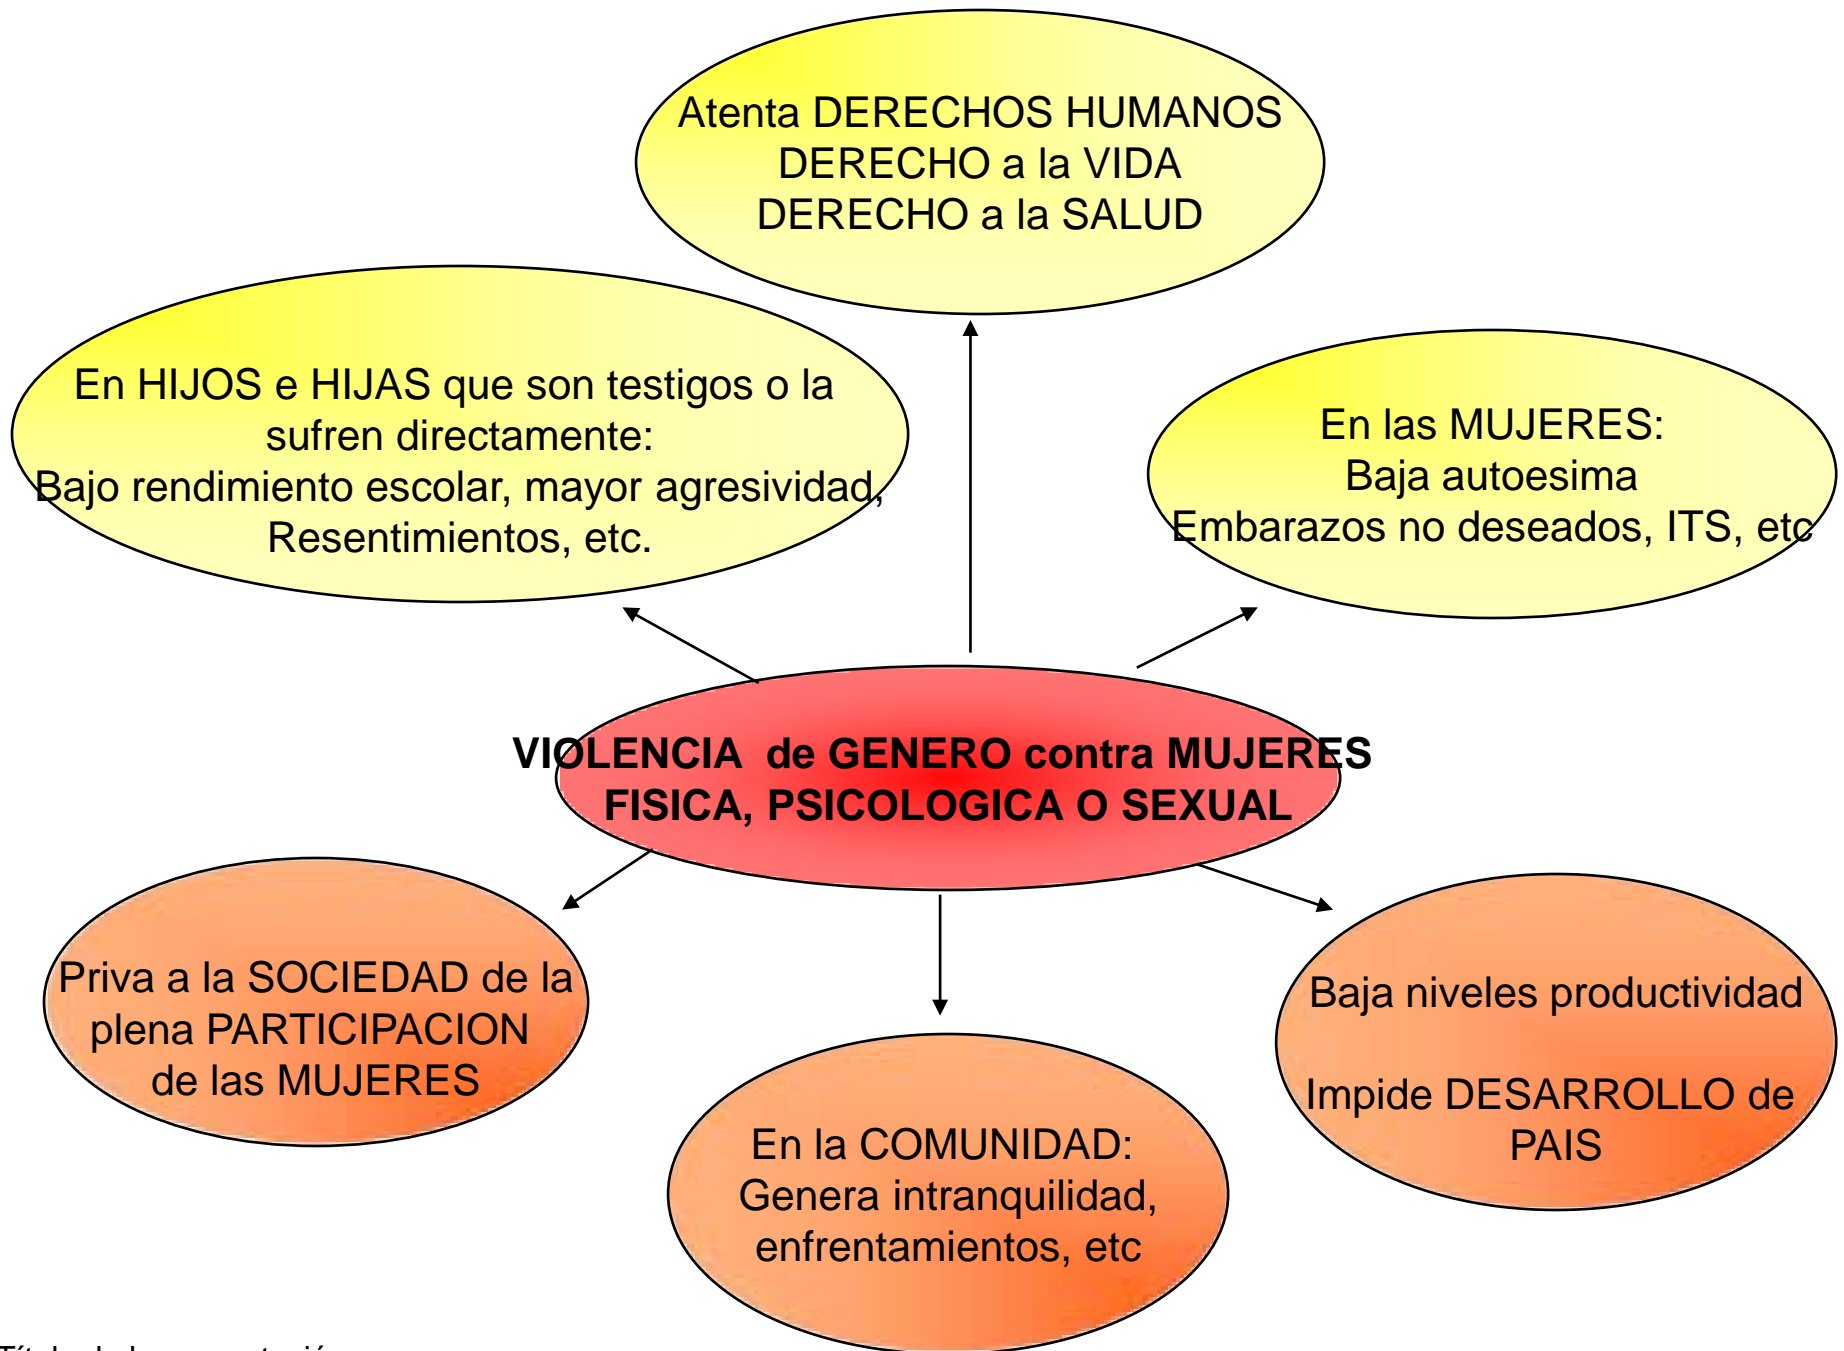 Atenta DERECHOS HUMANOS
DERECHO a la VIDA
DERECHO a la SALUD
En HIJOS e HIJAS que son testigos o la
sufren directamente:
Bajo rendimiento escolar, mayor agresividad,
Resentimientos, etc.
En las MUJERES:
Baja autoesima
Embarazos no deseados, ITS, etc
VIOLENCIA de GENERO contra MUJERES
FISICA, PSICOLOGICA O SEXUAL
Priva a la SOCIEDAD de la
plena PARTICIPACION
de las MUJERES
En la COMUNIDAD:
Genera intranquilidad,
enfrentamientos, etc
Baja niveles productividad
Impide DESARROLLO de
PAIS